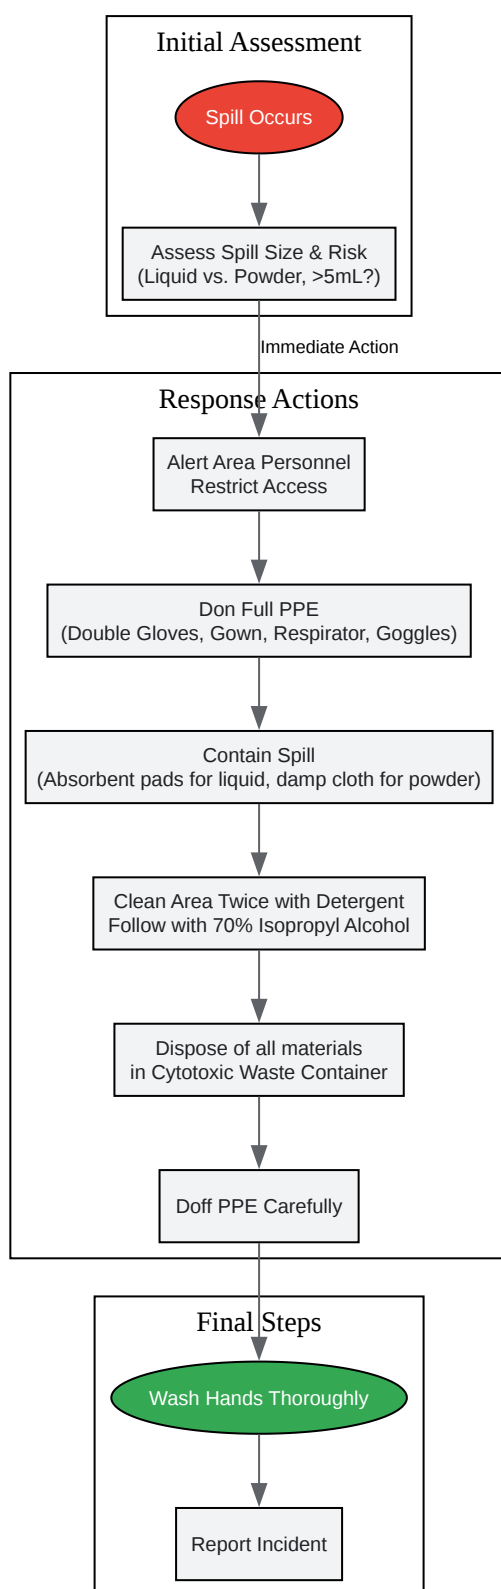 Initial Assessment
Spill Occurs
Assess Spill Size & Risk
(Liquid vs. Powder, >5mL?)
Immediate Action
Response Actions
Alert Area Personnel
Restrict Access
Don Full PPE
(Double Gloves, Gown, Respirator, Goggles)
Contain Spill
(Absorbent pads for liquid, damp cloth for powder)
Clean Area Twice with Detergent
Follow with 70% Isopropyl Alcohol
Dispose of all materials
in Cytotoxic Waste Container
Doff PPE Carefully
Final Steps
Wash Hands Thoroughly
Report Incident